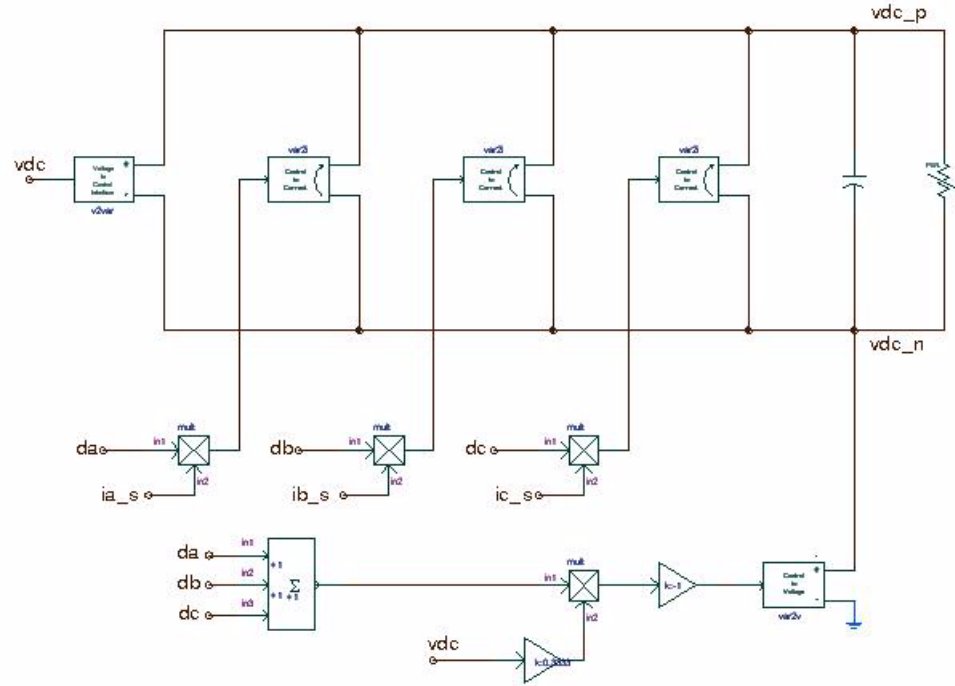 vdc_p
var2i
var2i
var2i
vdc
Voltage
to
Control
Interface
+
-
v2var
Control
to
Current
Control
to
Current
Control
to
Current
vdc_n
mult
mult
mult
da
in1
db
in1
dc
in1
in2
in2
in2
ia_s
ib_s
ic_s
da
in1
+1
mult
db
in2
+1
Σ
+1
in1
k:-1
Control
to
Voltage
+
-
dc
in3
in2
var2v
vdc